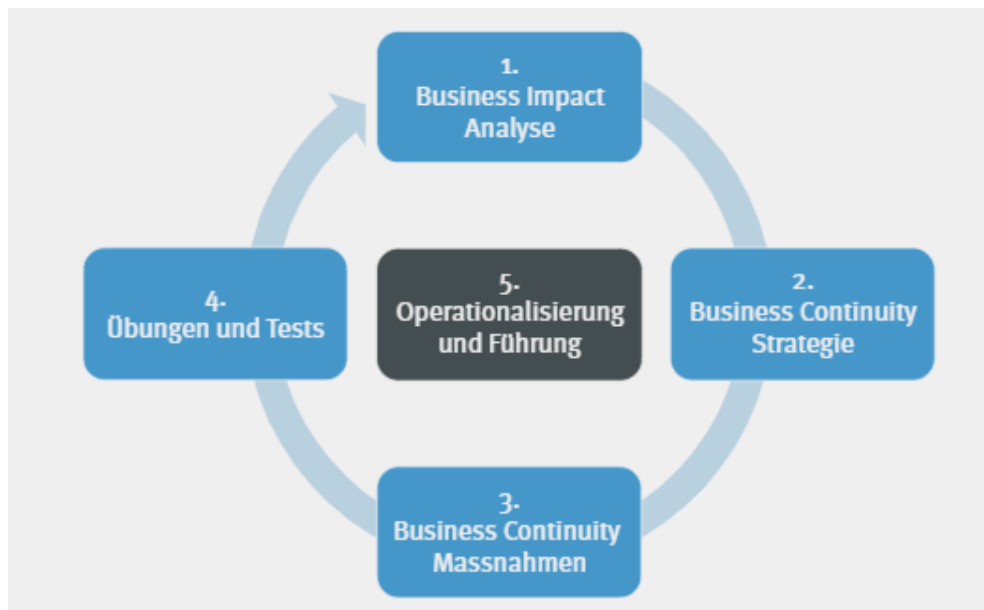 1.
Business Impact
Analyse
2.
Business Continuity
Strategie
3.
Business Continuity
Massnahmen
4.
Übungen und Tests
5.
Operationalisierung
und Führung